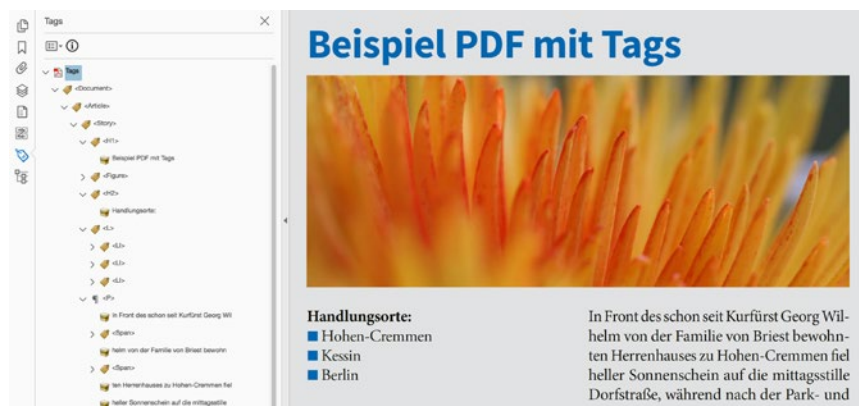 Tags
Tags
<Document>
<Article>
<Story>
<H1>
Beispiel PDF mit Tags
<Figure>
<H2>
Handlungsorte:
<L>
<LI>
<LI>
<LI>
<P>
In Front des schon seit Kurfürst Georg Wil
<Span>
helm von der Familie von Briest bewohn
<Span>
ten Herrenhauses zu Hohen-Cremmen fiel
heller Sonnenschein auf die mittagsstille
Beispiel PDF mit Tags
Handlungsorte:
Hohen-Cremmen
Kessin
Berlin
In Front des schon seit Kurfürst Georg Wil-
helm von der Familie von Briest bewohn-
ten Herrenhauses zu Hohen-Cremmen fiel
heller Sonnenschein auf die mittagsstille
Dorfstraße, während nach der Park- und